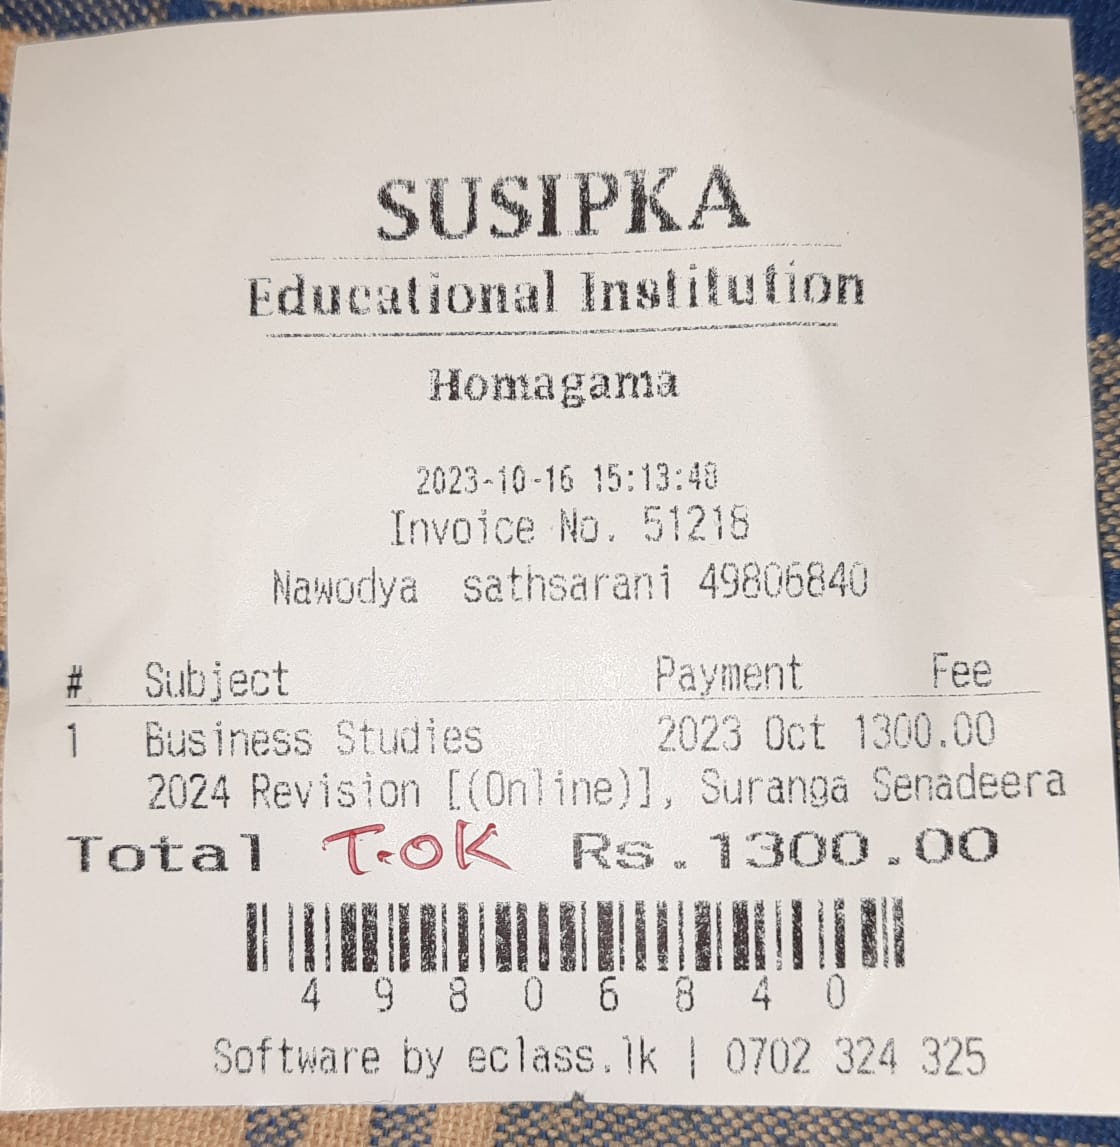 SUSIPKA
Educational Institution
Homagama
2023-10-16 15:13:48
Invoice No. 51218
Nawodya sathsarani 49806840
# Subject Payment Fee
1 Business Studies 2023 Oct 1300.00
2024 Revision [(Online)], Suranga Senadeera
Total T.OK Rs.1300.00
4 9 8 0 6 8 4 0
Software by eclass.lk | 0702 324 325